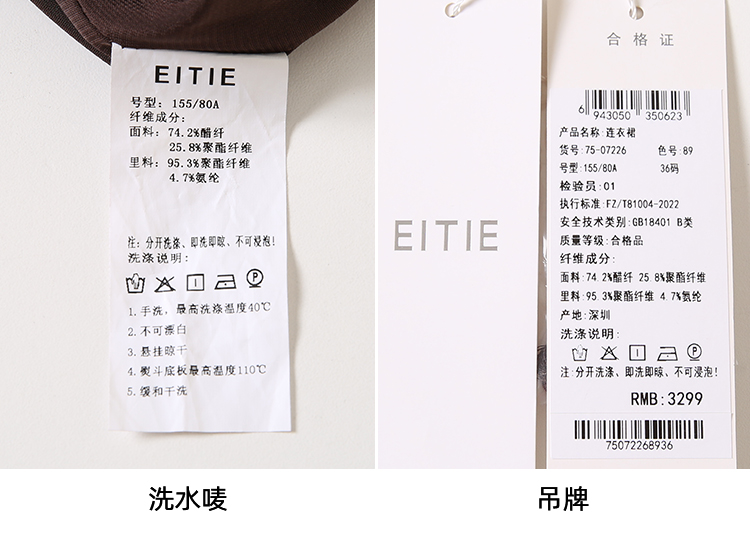 EITIE
号型: 155/80A
纤维成分:
面料: 74.2%醋纤
25.8%聚酯纤维
里料: 95.3%聚酯纤维
4.7%氨纶
注: 分开洗涤、即洗即晾、不可浸泡!
洗涤说明:
1. 手洗, 最高洗涤温度40℃
2. 不可漂白
3. 悬挂晾干
4. 熨斗底板最高温度110℃
5. 缓和干洗
洗水唛
EITIE
合格证
6 943050 350623
产品名称: 连衣裙
货号: 75-07226 色号: 89
号型: 155/80A 36码
检验员: 01
执行标准: FZ/T81004-2022
安全技术类别: GB18401 B类
质量等级: 合格品
纤维成分:
面料: 74.2%醋纤 25.8%聚酯纤维
里料: 95.3%聚酯纤维 4.7%氨纶
产地: 深圳
洗涤说明:
P
注: 分开洗涤、即洗即晾、不可浸泡!
RMB: 3299
75072268936
吊牌